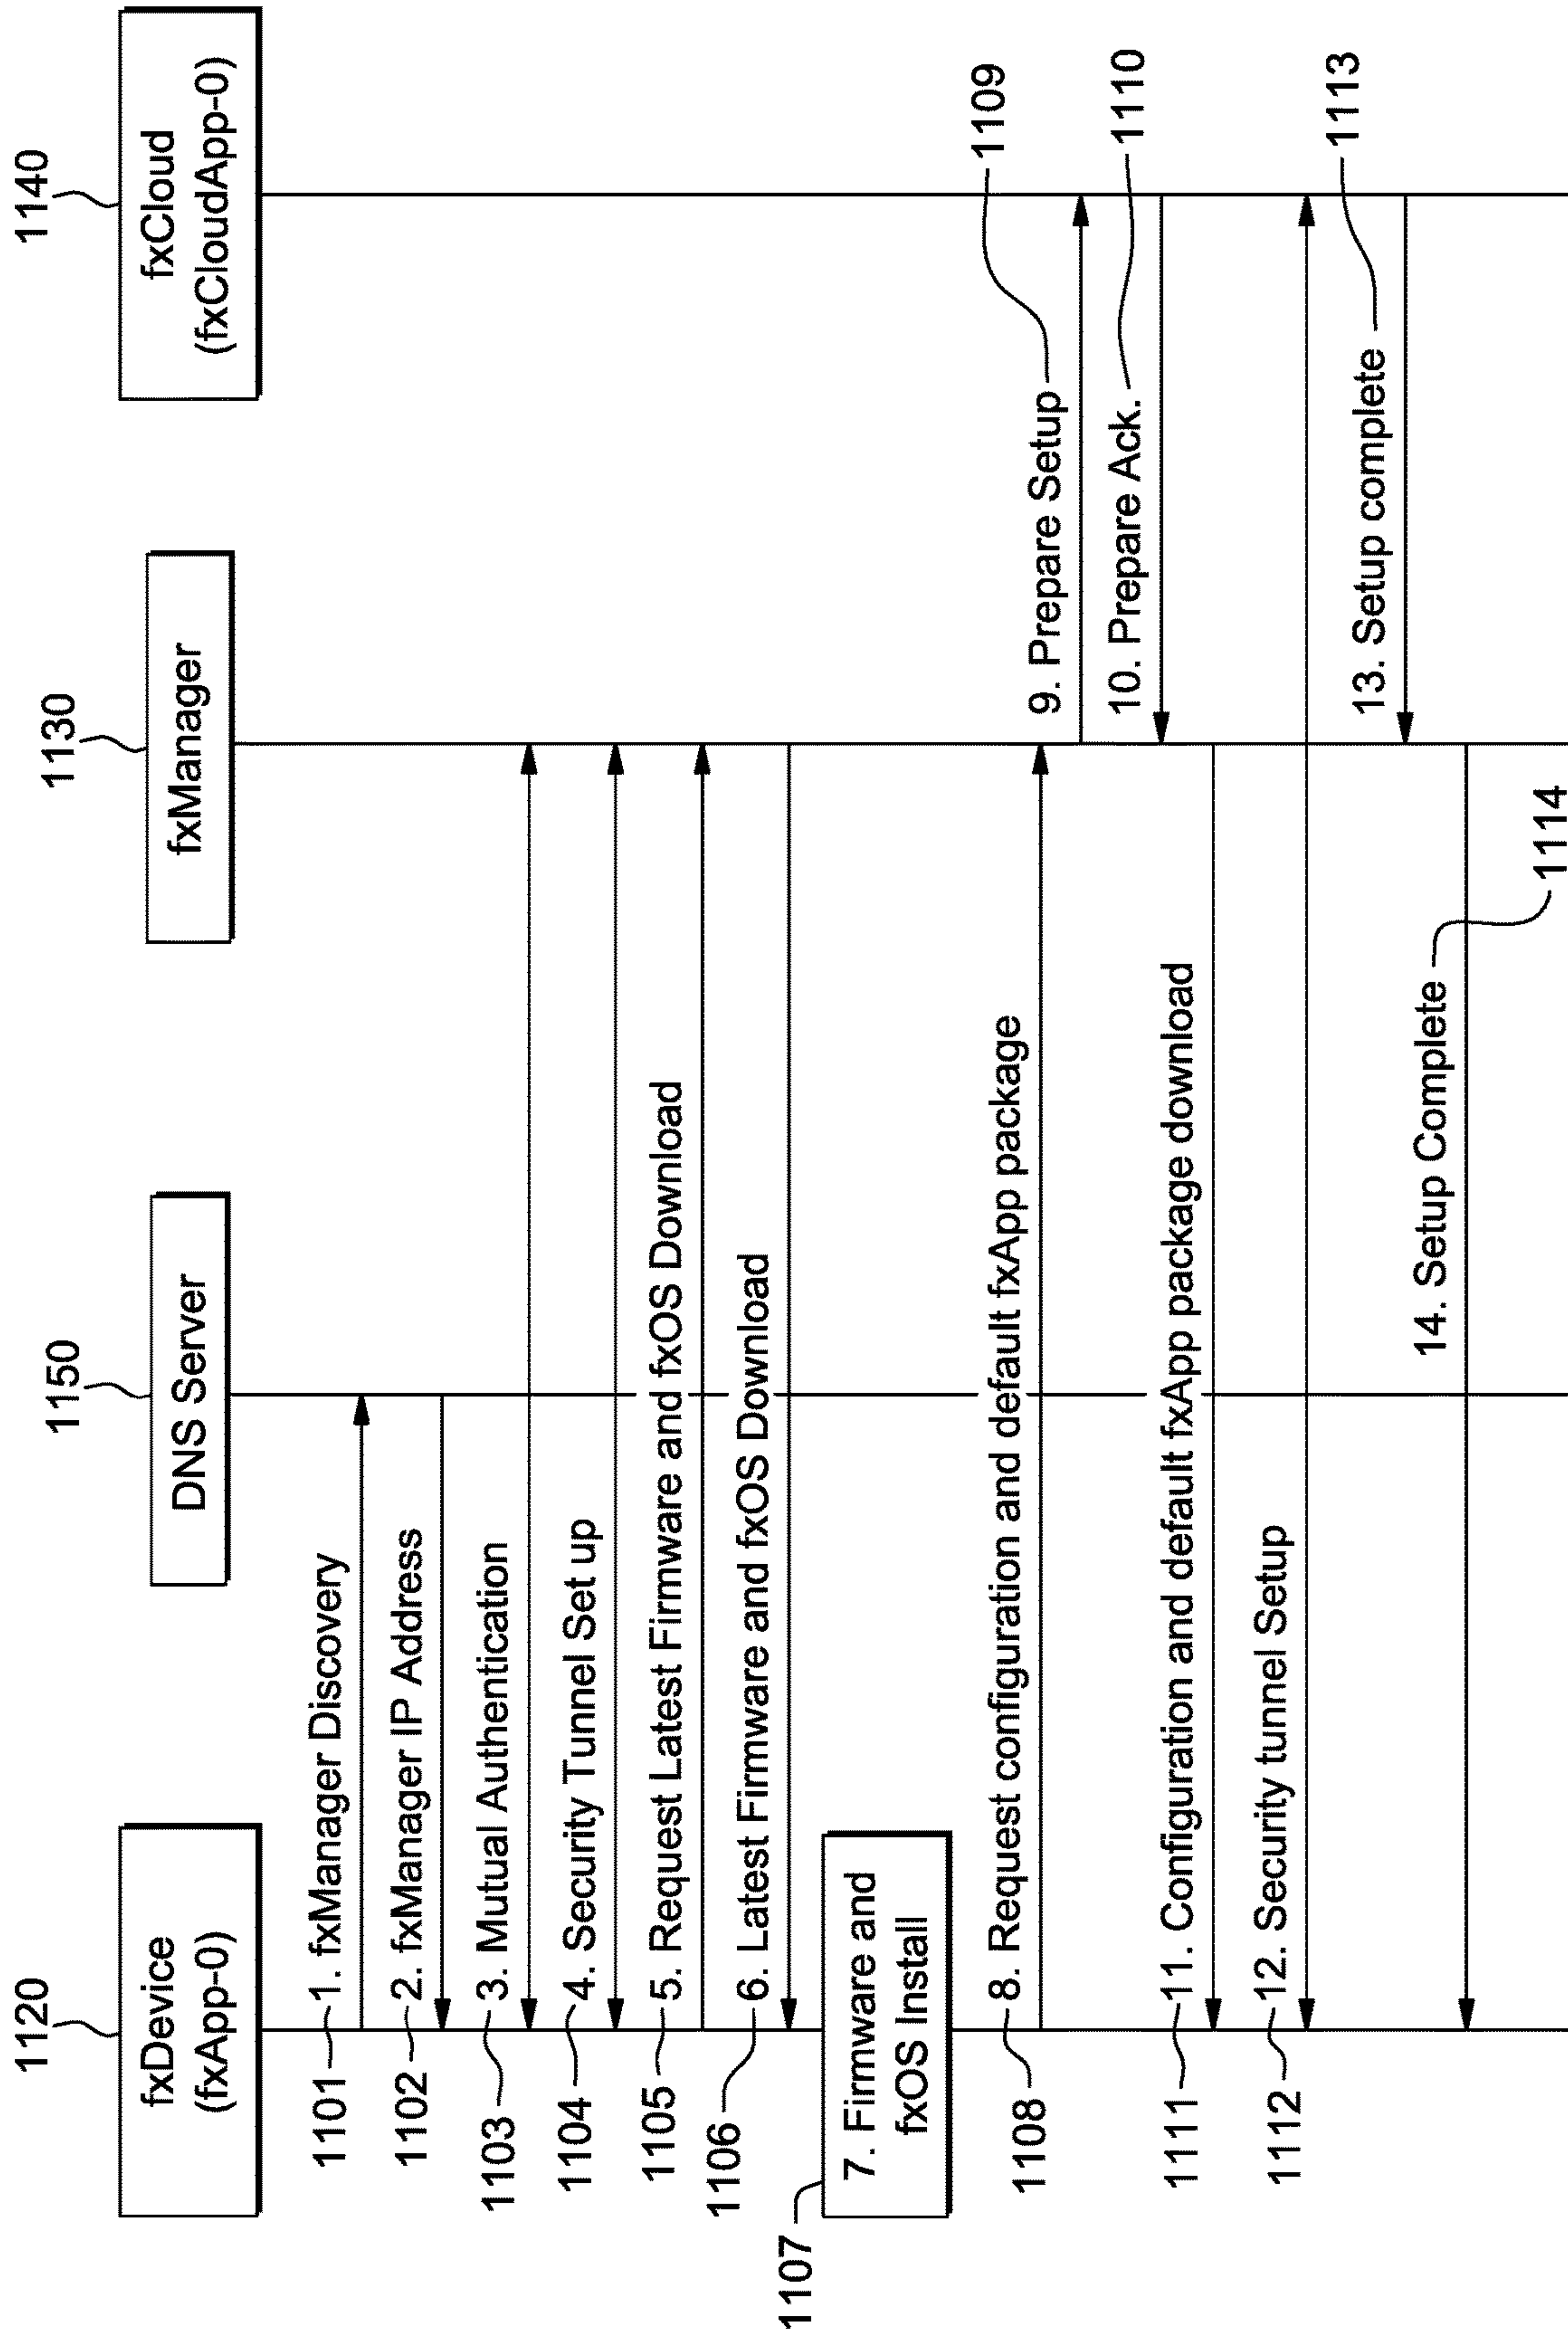 1120
fxDevice
(fxApp-0)
1150
DNS Server
1130
fxManager
1140
fxCloud
(fxCloudApp-0)
1101
1. fxManager Discovery
1102
2. fxManager IP Address
1103
3. Mutual Authentication
1104
4. Security Tunnel Set up
1105
5. Request Latest Firmware and fxOS Download
1106
6. Latest Firmware and fxOS Download
1107
7. Firmware and
fxOS Install
1108
8. Request configuration and default fxApp package
9. Prepare Setup
1109
10. Prepare Ack.
1110
1111
11. Configuration and default fxApp package download
1112
12. Security tunnel Setup
13. Setup complete
1113
14. Setup Complete
1114